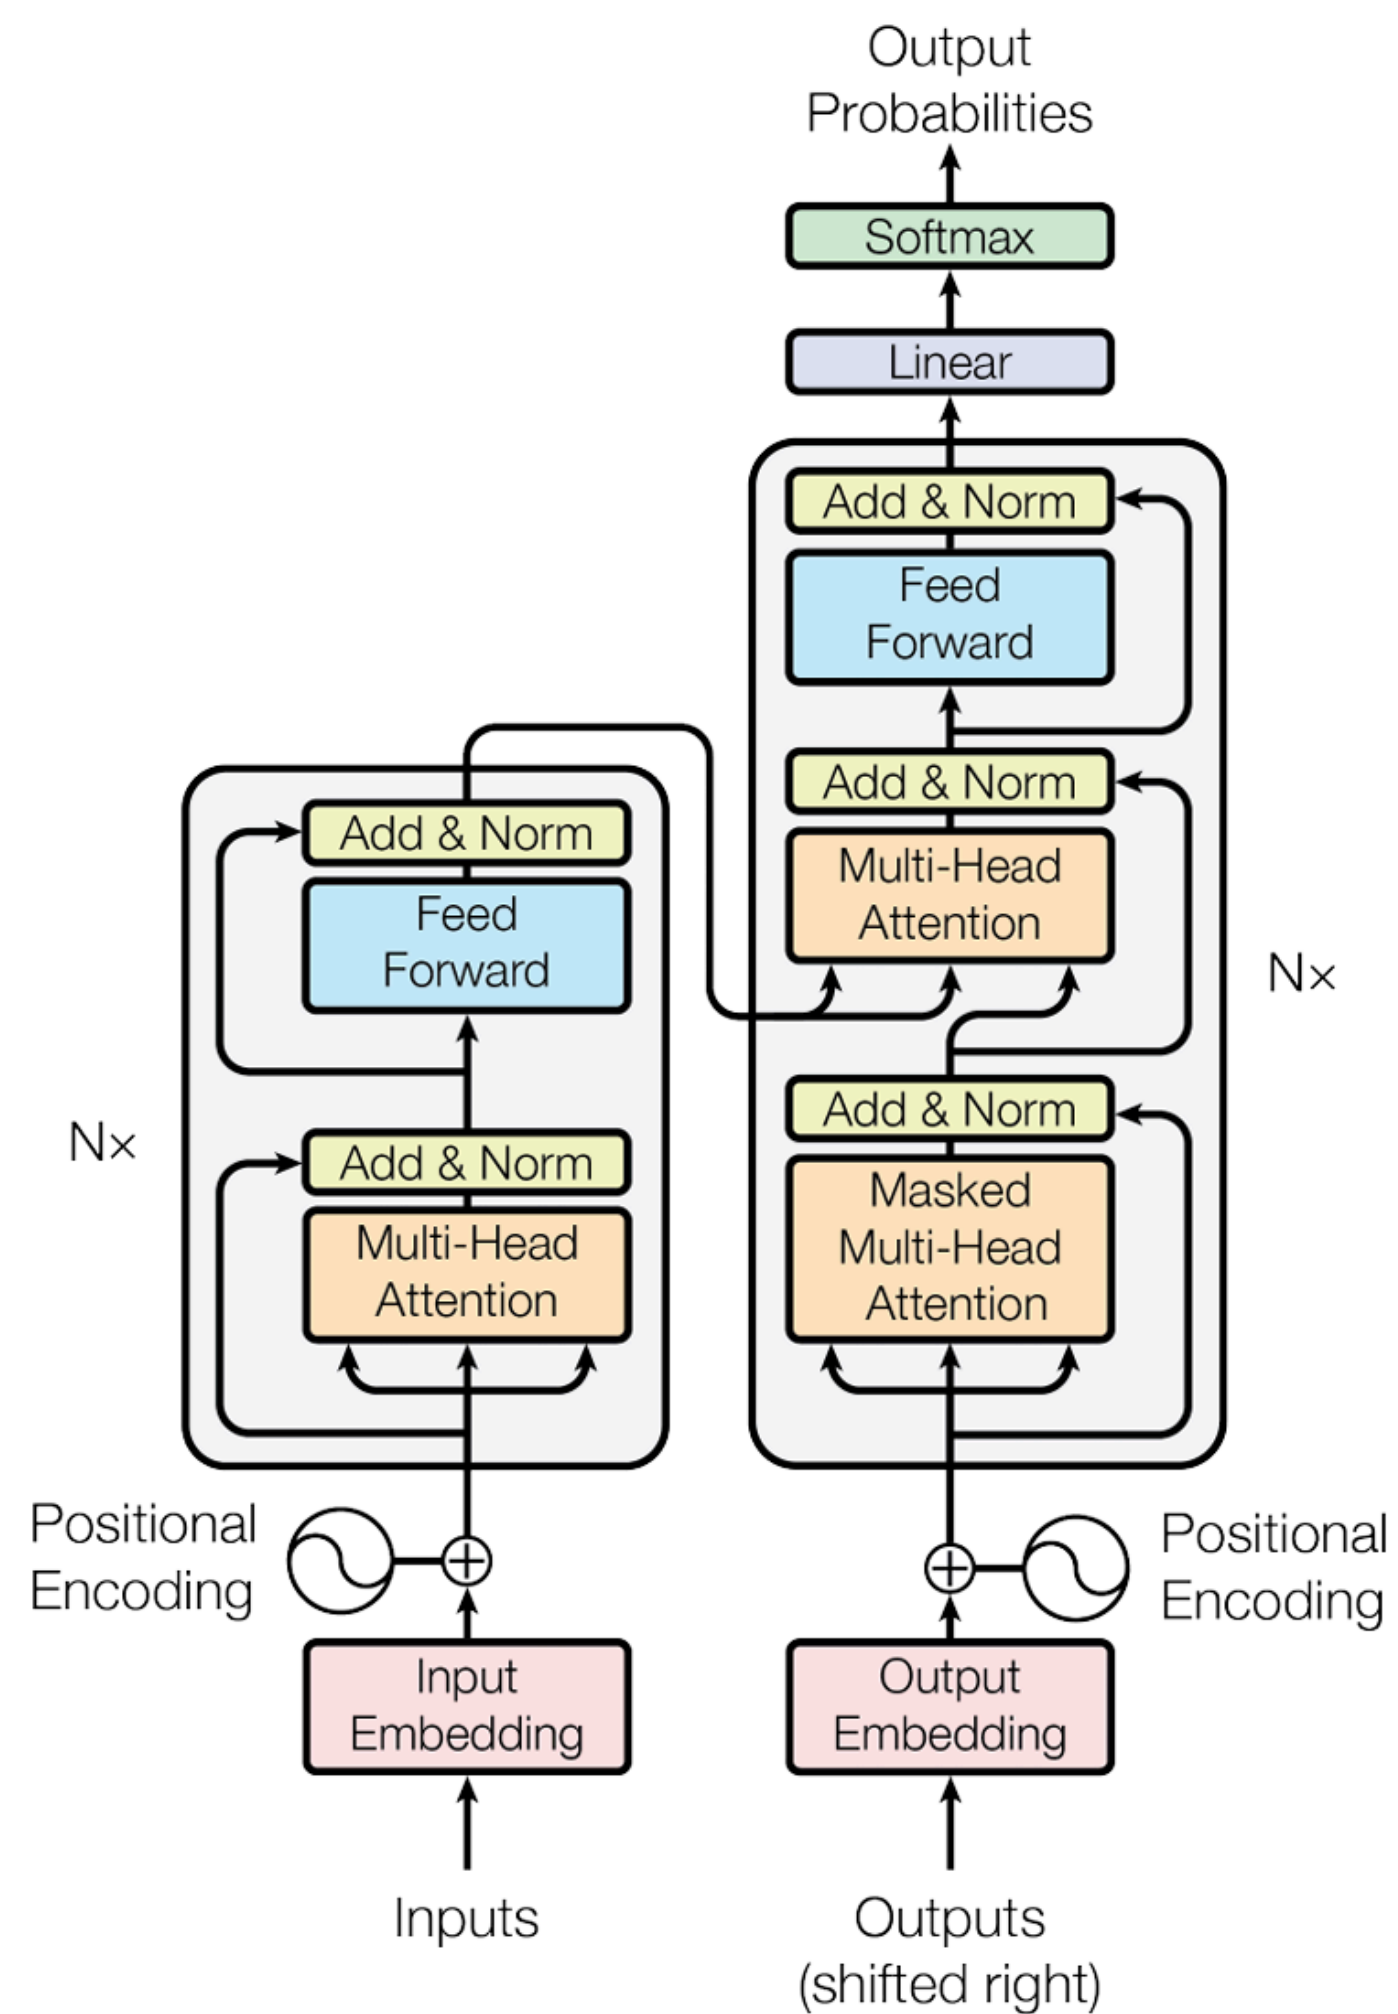 Output
Probabilities
Softmax
Linear
Add & Norm
Feed
Forward
Add & Norm
Multi-Head
Attention
Nx
Add & Norm
Masked
Multi-Head
Attention
Add & Norm
Feed
Forward
Nx
Add & Norm
Multi-Head
Attention
Positional
Encoding
Positional
Encoding
Input
Embedding
Output
Embedding
Inputs
Outputs
(shifted right)